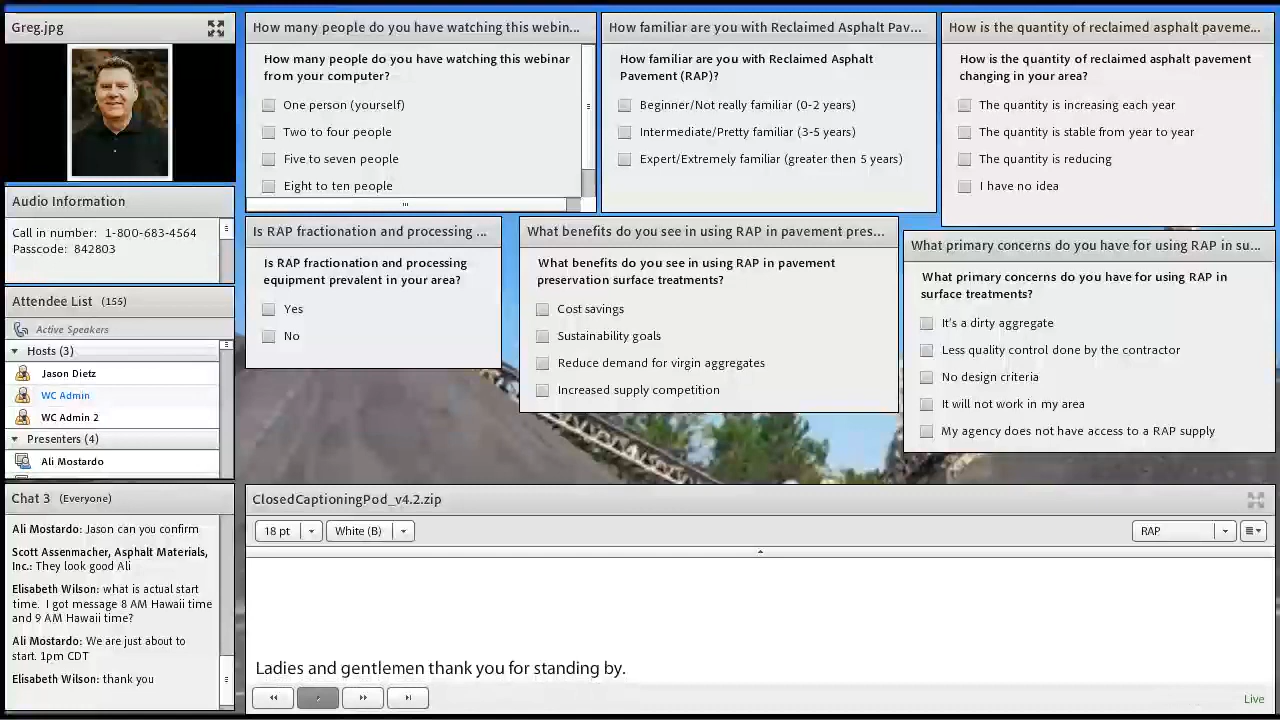 Greg.jpg
Audio Information
Call in number:  1-800-683-4564
Passcode:  842803
Attendee List  (155)
Active Speakers
Hosts (3)
Jason Dietz
WC Admin
WC Admin 2
Presenters (4)
Ali Mostardo
Chat 3  (Everyone)
Ali Mostardo: Jason can you confirm
Scott Assenmacher, Asphalt Materials,
Inc.: They look good Ali
Elisabeth Wilson: what is actual start
time.  I got message 8 AM Hawaii time
and 9 AM Hawaii time?
Ali Mostardo: We are just about to
start. 1pm CDT
Elisabeth Wilson: thank you
How many people do you have watching this webin...
How many people do you have watching this webinar
from your computer?
One person (yourself)
Two to four people
Five to seven people
Eight to ten people
How familiar are you with Reclaimed Asphalt Pav...
How familiar are you with Reclaimed Asphalt
Pavement (RAP)?
Beginner/Not really familiar (0-2 years)
Intermediate/Pretty familiar (3-5 years)
Expert/Extremely familiar (greater then 5 years)
How is the quantity of reclaimed asphalt paveme...
How is the quantity of reclaimed asphalt pavement
changing in your area?
The quantity is increasing each year
The quantity is stable from year to year
The quantity is reducing
I have no idea
Is RAP fractionation and processing ...
Is RAP fractionation and processing
equipment prevalent in your area?
Yes
No
What benefits do you see in using RAP in pavement pres...
What benefits do you see in using RAP in pavement
preservation surface treatments?
Cost savings
Sustainability goals
Reduce demand for virgin aggregates
Increased supply competition
What primary concerns do you have for using RAP in su...
What primary concerns do you have for using RAP in
surface treatments?
It's a dirty aggregate
Less quality control done by the contractor
No design criteria
It will not work in my area
My agency does not have access to a RAP supply
ClosedCaptioningPod_v4.2.zip
18 pt
White (B)
RAP
Ladies and gentlemen thank you for standing by.
Live